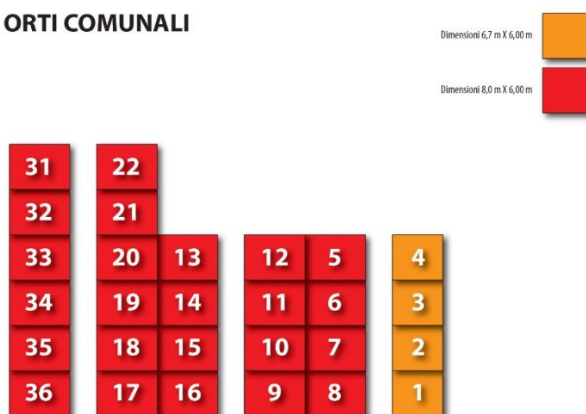 ORTI COMUNALI
Dimensioni 6,7 m X 6,00 m
Dimensioni 8,0 m X 6,00 m
31 22
32 21
33 20 13 12 5 4
34 19 14 11 6 3
35 18 15 10 7 2
36 17 16 9 8 1